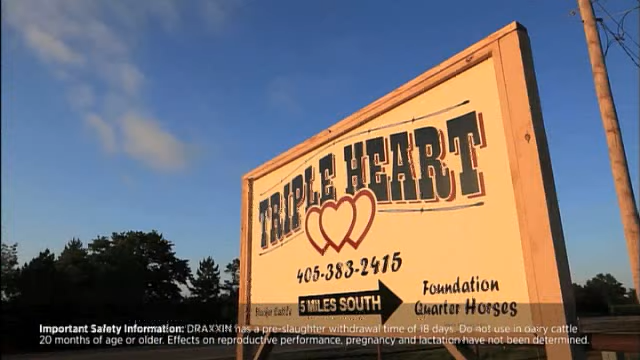 TRIPLE HEART
405-383-2415
5 MILES SOUTH
Foundation
Quarter Horses
Important Safety Information: DRAXXIN has a pre-slaughter withdrawal time of 18 days. Do not use in dairy cattle
20 months of age or older. Effects on reproductive performance, pregnancy and lactation have not been determined.